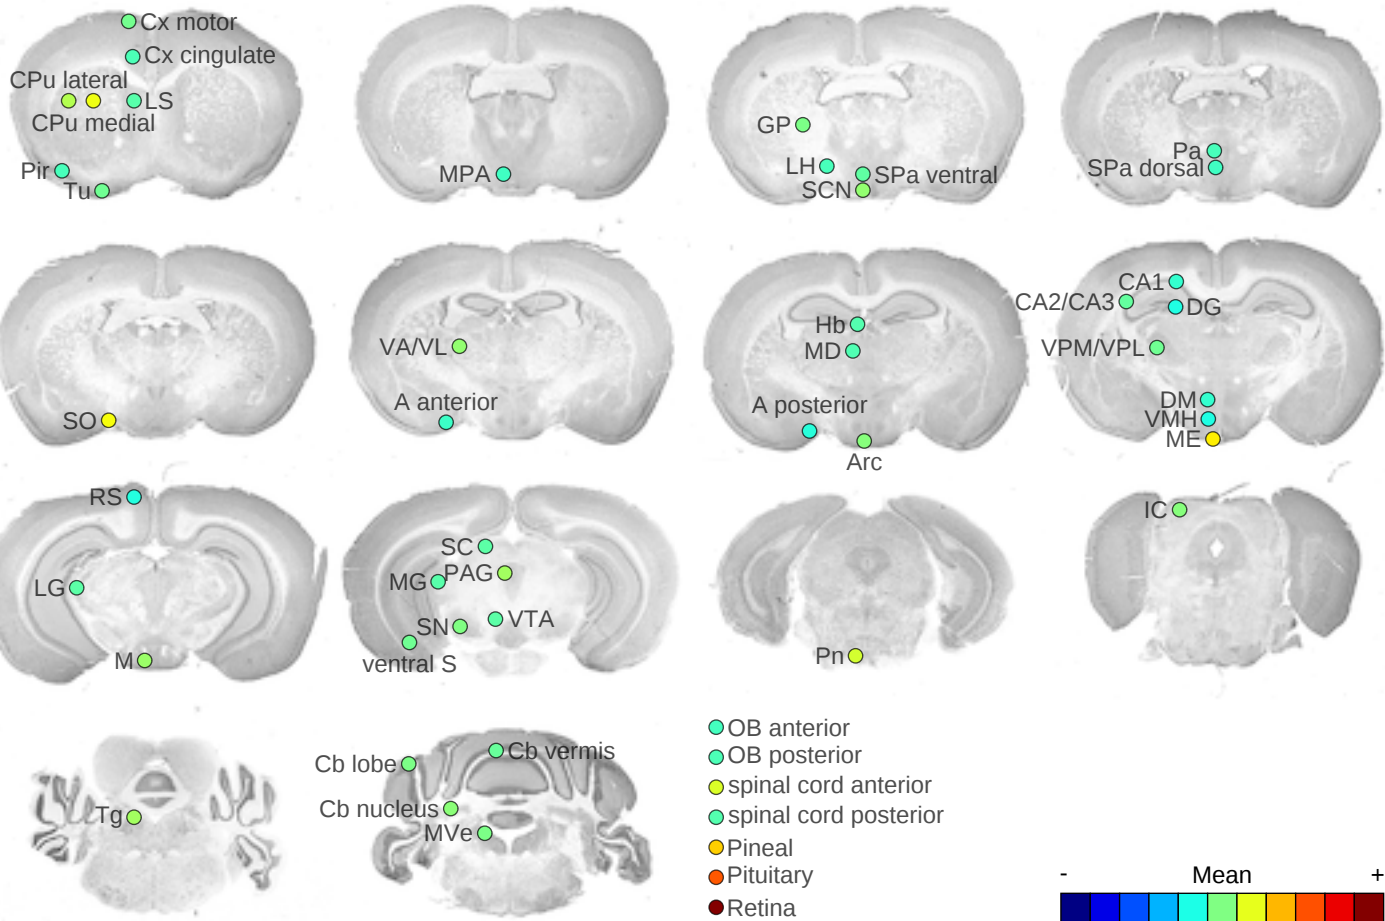 Cx motor
Cx cingulate
CPu lateral
LS
CPu medial
Pir
Tu
MPA
GP
LH
SPa ventral
SCN
Pa
SPa dorsal
SO
VA/VL
A anterior
Hb
MD
A posterior
Arc
CA1
CA2/CA3
DG
VPM/VPL
DM
VMH
ME
RS
LG
M
SC
PAG
MG
VTA
SN
ventral S
Pn
IC
Tg
Cb vermis
Cb lobe
Cb nucleus
MVe
OB anterior
OB posterior
spinal cord anterior
spinal cord posterior
Pineal
Pituitary
Retina
- Mean +